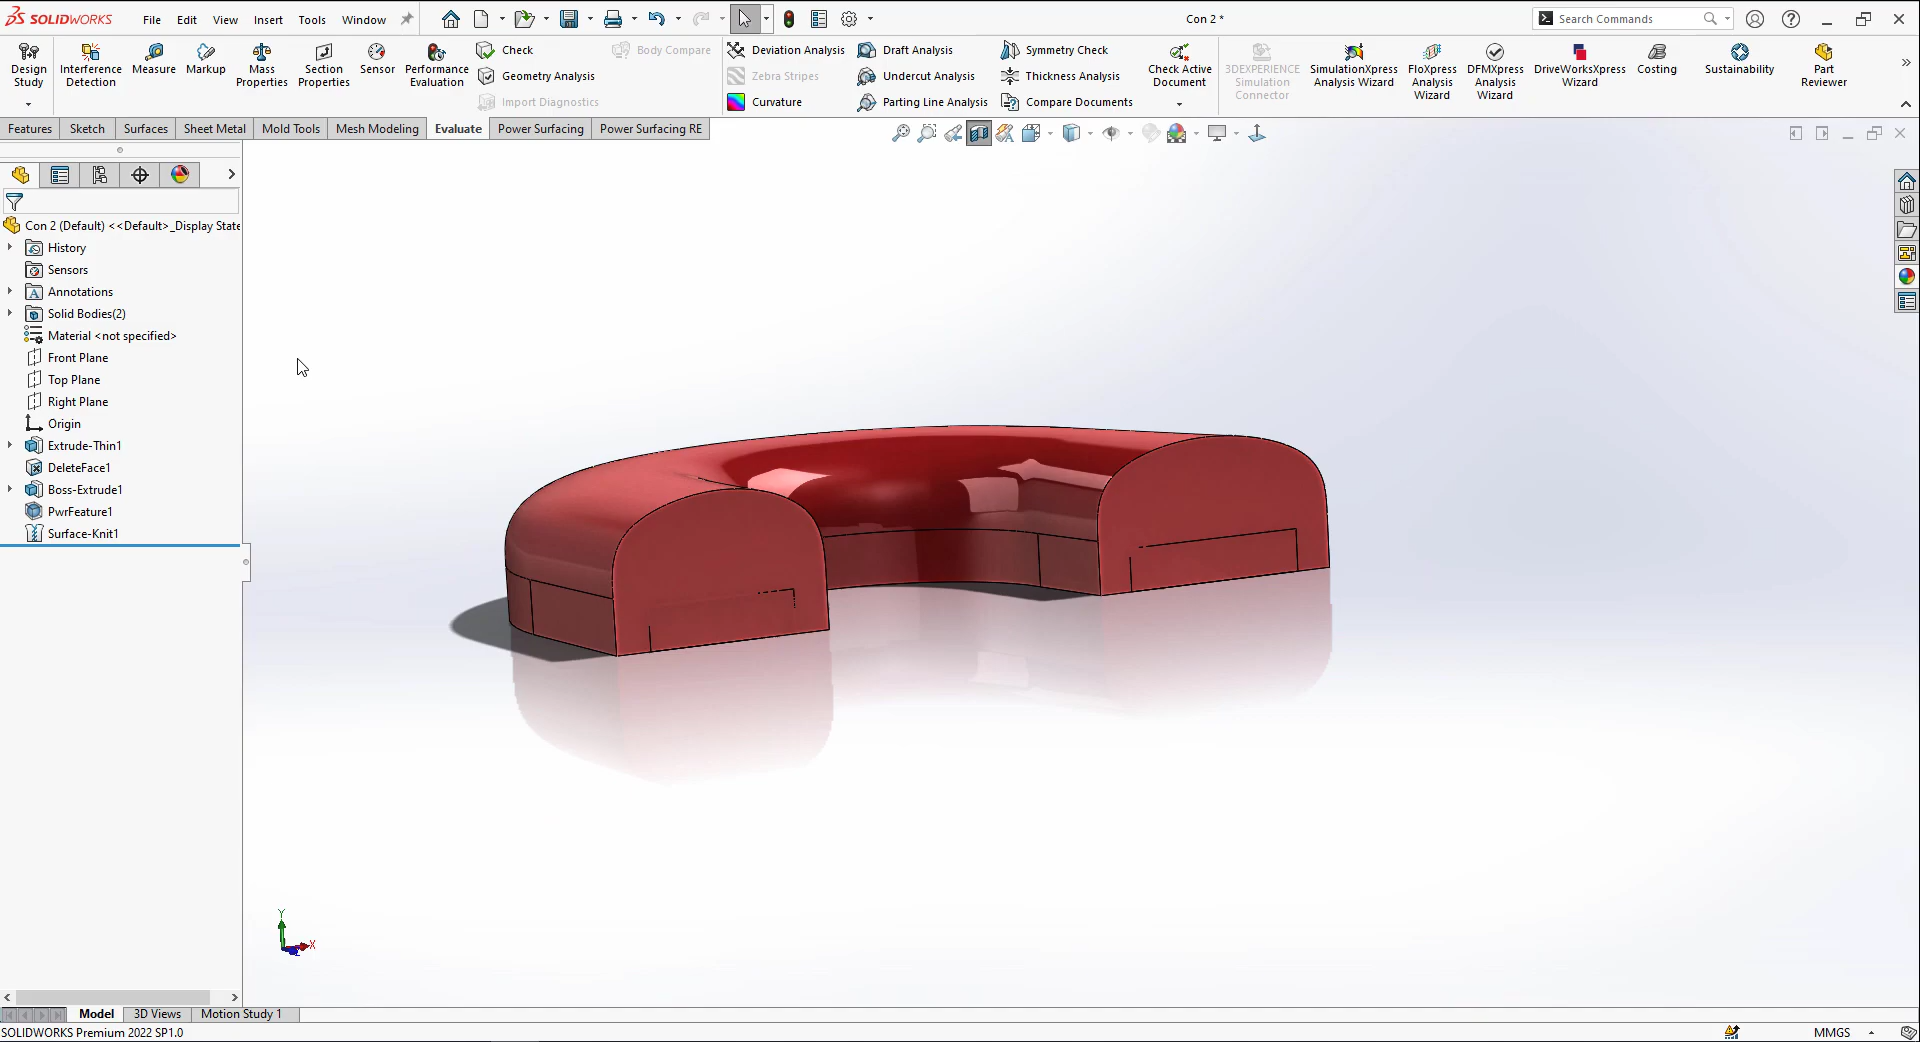 SOLIDWORKS
File Edit View Insert Tools Window
Con 2 *
Search Commands
Design Study
Interference Detection
Measure
Markup
Mass Properties
Section Properties
Sensor
Performance Evaluation
Check
Geometry Analysis
Import Diagnostics
Body Compare
Deviation Analysis
Zebra Stripes
Curvature
Draft Analysis
Undercut Analysis
Parting Line Analysis
Symmetry Check
Thickness Analysis
Compare Documents
Check Active Document
3DEXPERIENCE Simulation Connector
SimulationXpress Analysis Wizard
FloXpress Analysis Wizard
DFMXpress Analysis Wizard
DriveWorksXpress Wizard
Costing
Sustainability
Part Reviewer
Features Sketch Surfaces Sheet Metal Mold Tools Mesh Modeling Evaluate Power Surfacing Power Surfacing RE
Con 2 (Default) <<Default>_Display State
History
Sensors
Annotations
Solid Bodies(2)
Material <not specified>
Front Plane
Top Plane
Right Plane
Origin
Extrude-Thin1
DeleteFace1
Boss-Extrude1
PwrFeature1
Surface-Knit1
Y
X
Model 3D Views Motion Study 1
SOLIDWORKS Premium 2022 SP1.0
MMGS